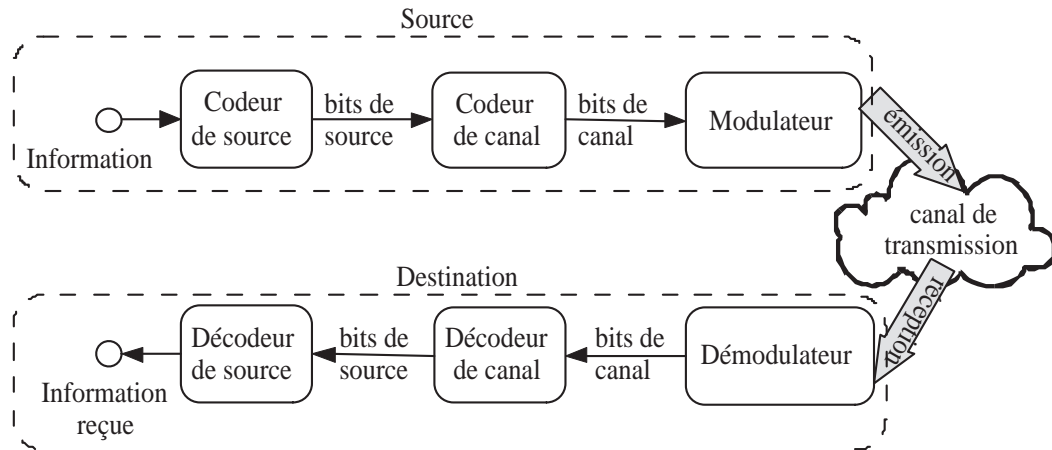 Source
Information
Codeur
de source
bits de
source
Codeur
de canal
bits de
canal
Modulateur
émission
canal de
transmission
réception
Destination
Démodulateur
bits de
canal
Décodeur
de canal
bits de
source
Décodeur
de source
Information
reçue